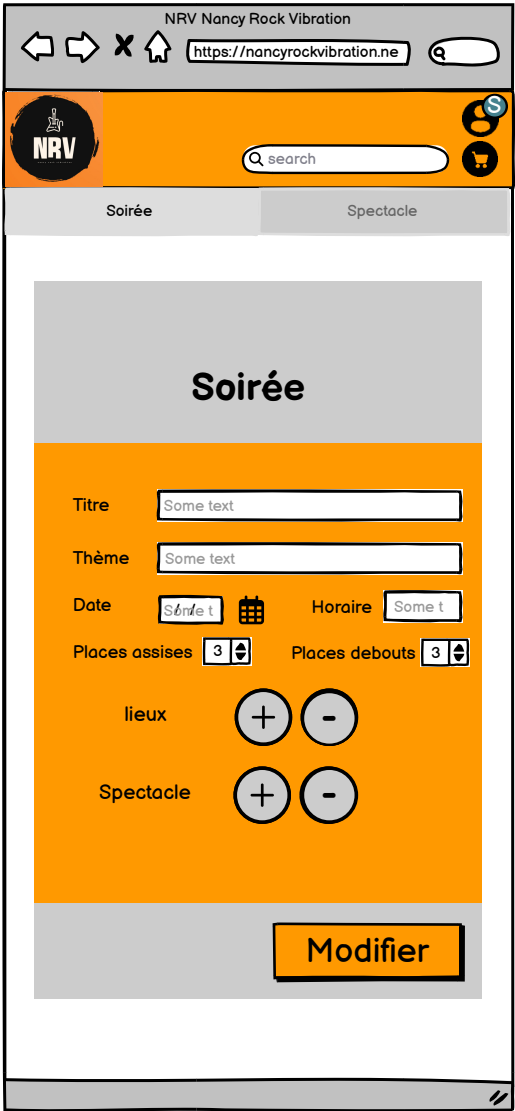 NRV Nancy Rock Vibration
https://nancyrockvibration.ne
NRV
S
search
Soirée
Spectacle
Soirée
Titre
Some text
Thème
Some text
Date
/ /
Some t
Horaire
Some t
Places assises
3
Places debouts
3
lieux
+
-
Spectacle
+
-
Modifier